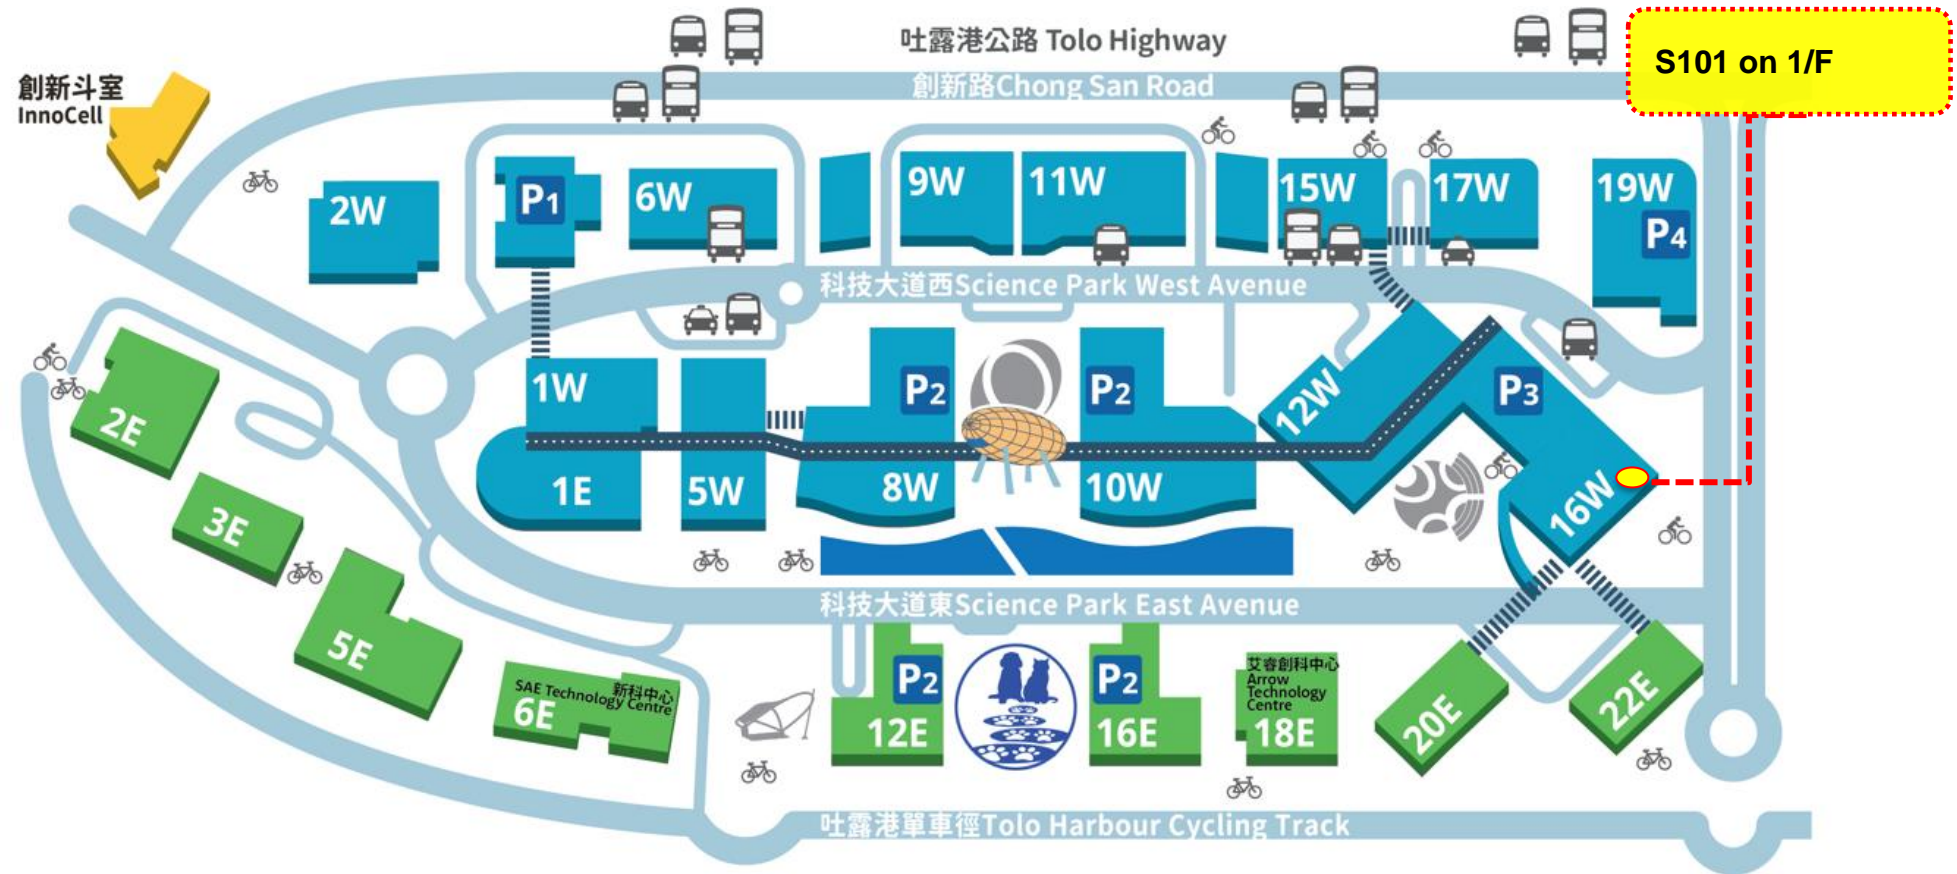 吐露港公路 Tolo Highway
S101 on 1/F
創新路Chong San Road
創新斗室
InnoCell
2W
P1
6W
9W
11W
15W
17W
19W
P4
科技大道西Science Park West Avenue
1W
P2
P2
12W
P3
2E
1E
5W
8W
10W
16W
3E
科技大道東Science Park East Avenue
5E
SAE Technology Centre
新科中心
6E
P2
12E
P2
16E
艾睿創科中心
Arrow
Technology
Centre
18E
20E
22E
吐露港單車徑Tolo Harbour Cycling Track